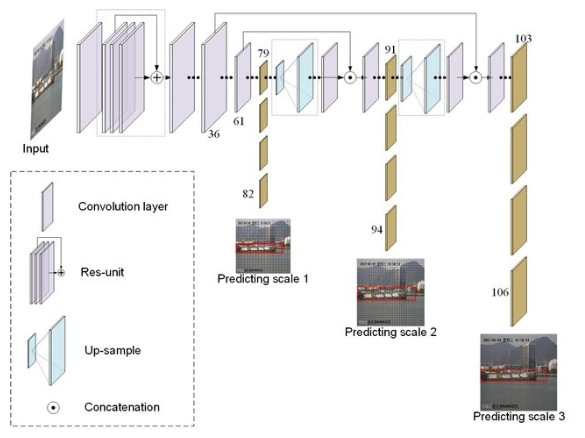 103
91
79
61
36
Input
82
94
106
Predicting scale 1
Predicting scale 2
Predicting scale 3
Convolution layer
Res-unit
Up-sample
Concatenation